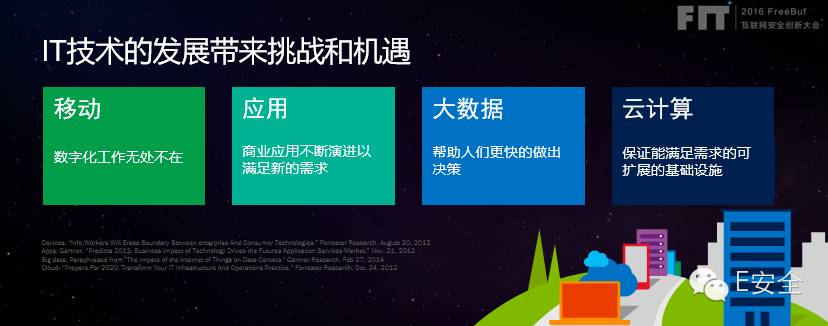 FIT
2016 FreeBuf
互联网安全创新大会
IT技术的发展带来挑战和机遇
移动
数字化工作无处不在
应用
商业应用不断演进以
满足新的需求
大数据
帮助人们更快的做出
决策
云计算
保证能满足需求的可
扩展的基础设施
Devices: "Info Workers Will Erase Boundary Between enterprise And Consumer Technologies." Forrester Research. August 30, 2012
Apps: Gartner: "Predicts 2013: Business Impact of Technology Drives the Futures Application Services Market." Nov. 21, 2012
Big data: Paraphrased from "The Impact of the Internet of Things on Data Centers." Gartner Research, Feb 27, 2014
Cloud: "Prepare For 2020: Transform Your IT Infrastructure And Operations Practice." Forrester Research. Oct. 24, 2012
E安全